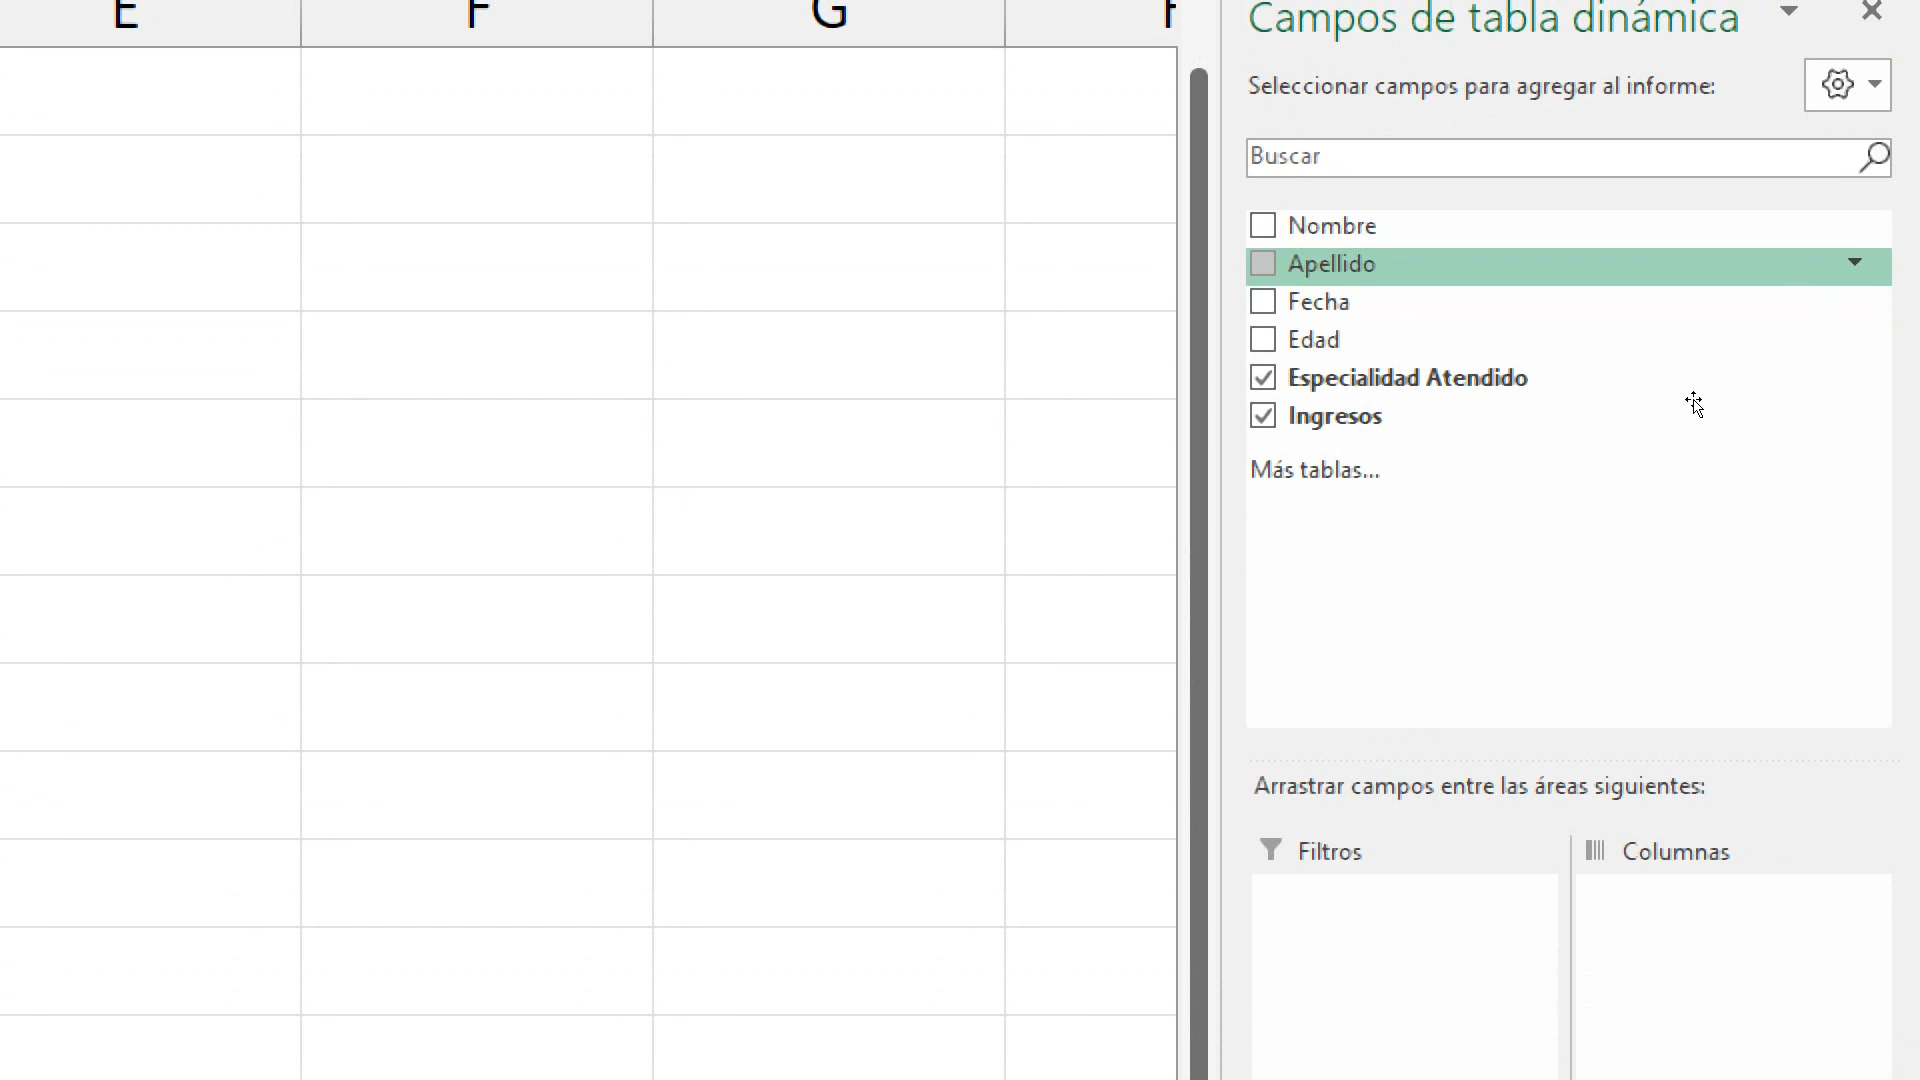 E F G
Campos de tabla dinámica
Seleccionar campos para agregar al informe:
Buscar
Nombre
Apellido
Fecha
Edad
Especialidad Atendido
Ingresos
Más tablas...
Arrastrar campos entre las áreas siguientes:
Filtros
Columnas